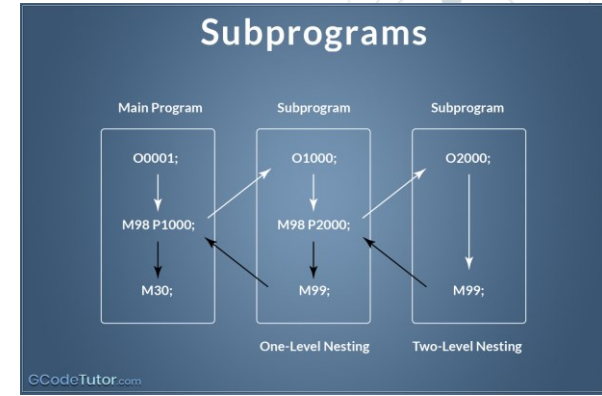 Subprograms
Main Program
Subprogram
Subprogram
O0001;
O1000;
O2000;
M98 P1000;
M98 P2000;
M30;
M99;
M99;
One-Level Nesting
Two-Level Nesting
GCodeTutor.com